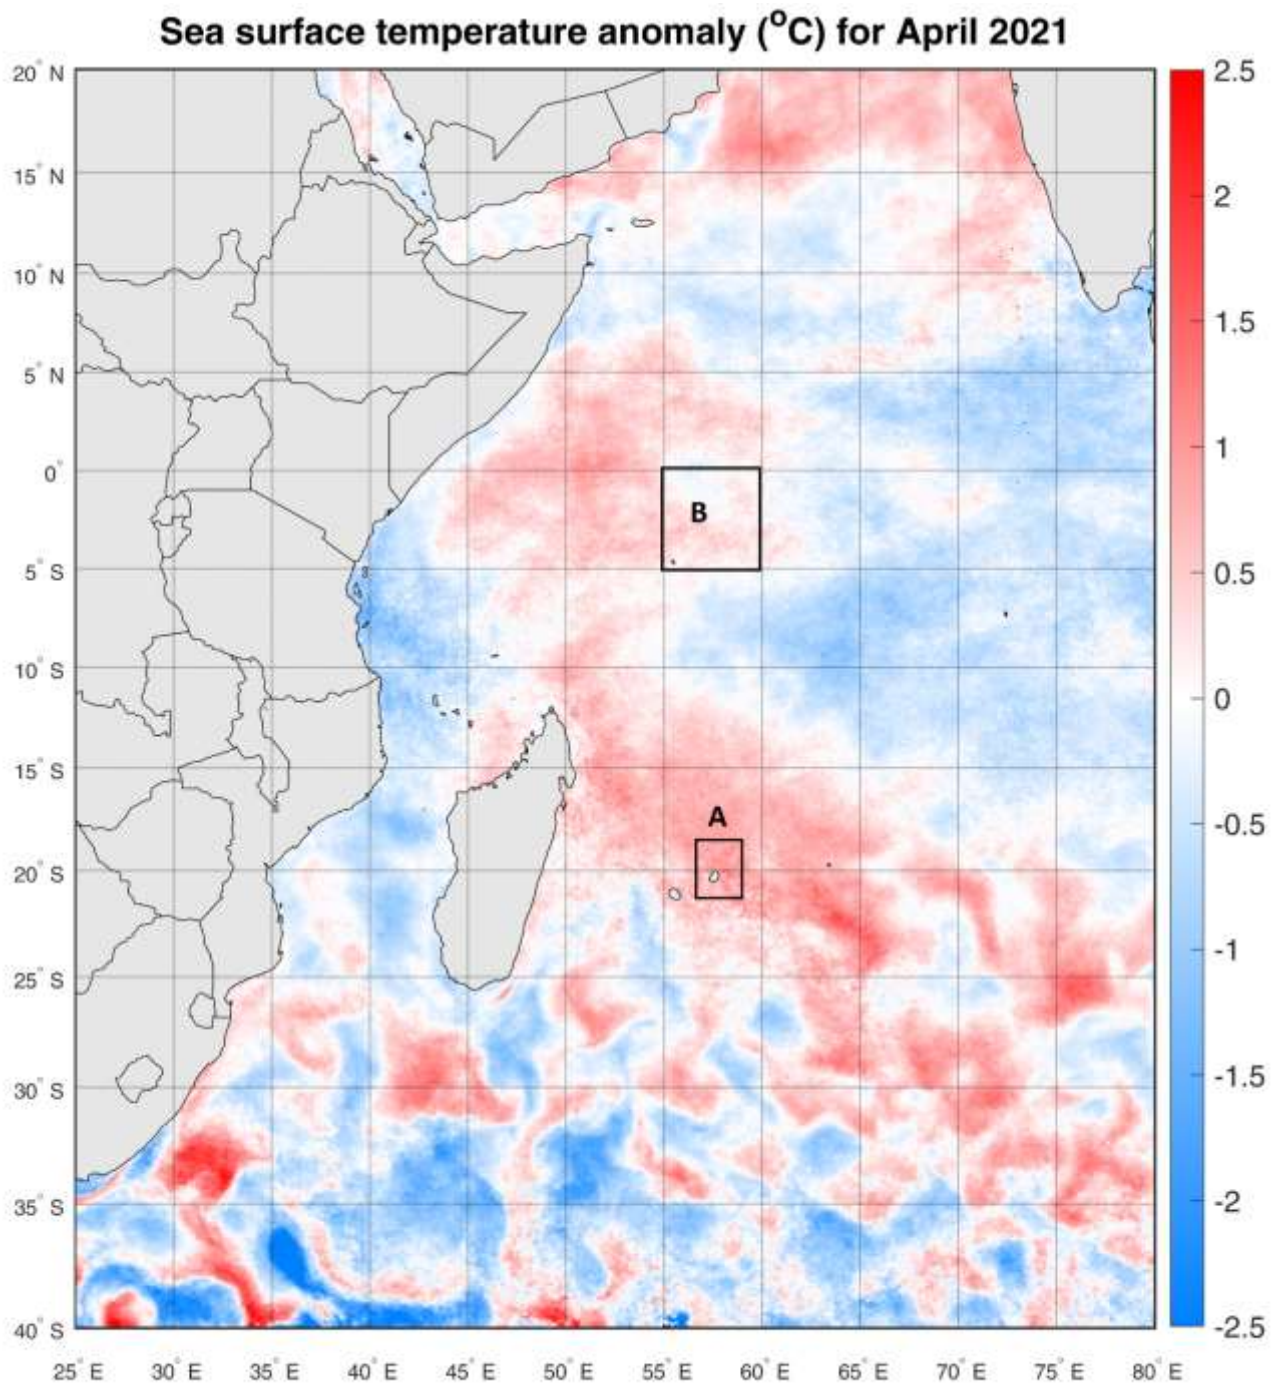 Sea surface temperature anomaly (°C) for April 2021
20° N
15° N
10° N
5° N
0°
5° S
10° S
15° S
20° S
25° S
30° S
35° S
40° S
25° E 30° E 35° E 40° E 45° E 50° E 55° E 60° E 65° E 70° E 75° E 80° E
B
A
2.5
2
1.5
1
0.5
0
-0.5
-1
-1.5
-2
-2.5